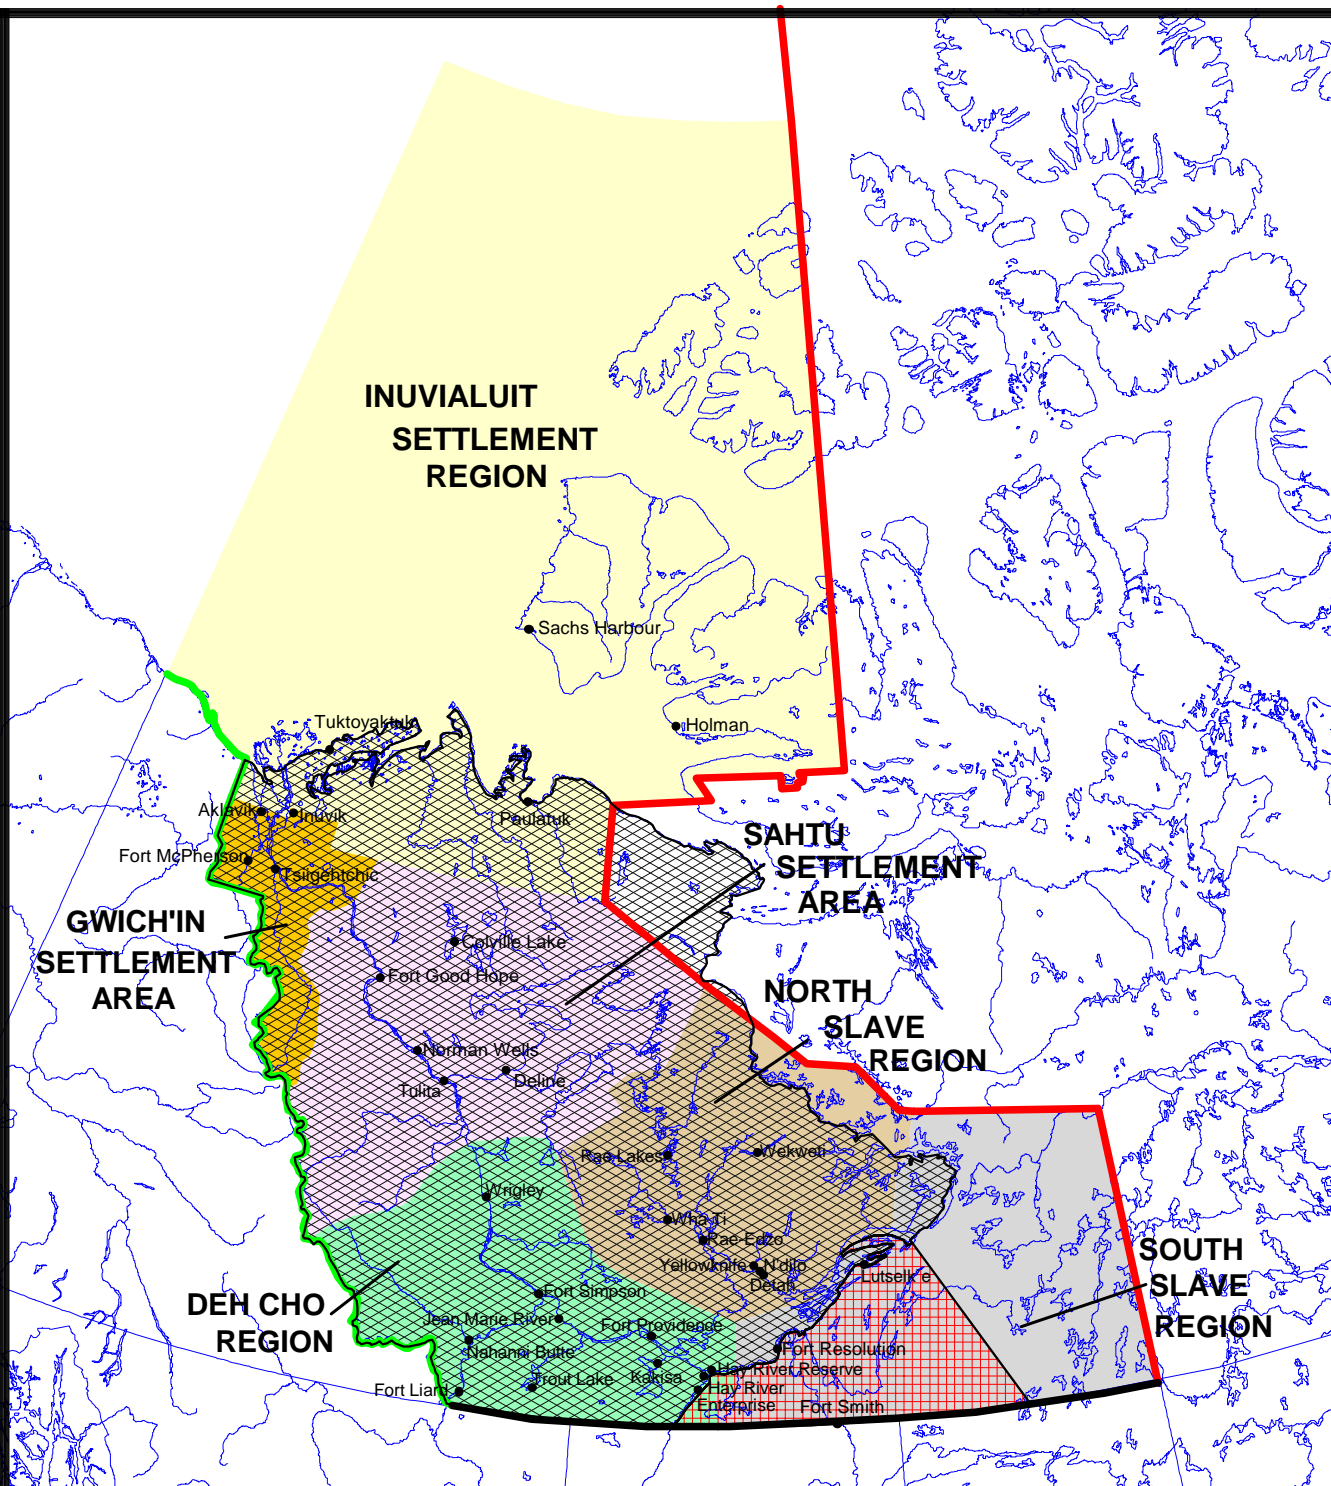 INUVIALUIT
SETTLEMENT
REGION
Sachs Harbour
Holman
Tuktoyaktuk
Aklavik
Inuvik
Paulatuk
SAHTU
SETTLEMENT
AREA
Fort McPherson
Tsiigehtchic
GWICH'IN
SETTLEMENT
AREA
Colville Lake
Fort Good Hope
NORTH
SLAVE
REGION
Norman Wells
Deline
Tulita
Rae Lakes
Wekweti
Wrigley
Wha Ti
Rae-Edzo
SOUTH
SLAVE
REGION
Yellowknife
N'dilo
Detah
Lutselk'e
DEH CHO
REGION
Fort Simpson
Jean Marie River
Fort Providence
Nahanni Butte
Fort Resolution
Kakisa
Hay River Reserve
Trout Lake
Fort Liard
Hay River
Enterprise
Fort Smith